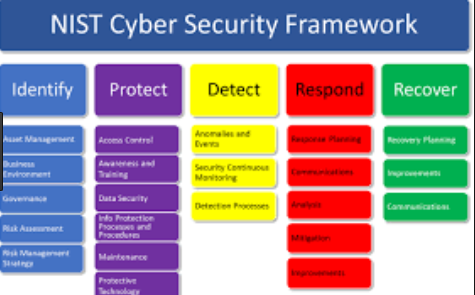 NIST Cyber Security Framework
Identify
Protect
Detect
Respond
Recover
Asset Management
Business
Environment
Governance
Risk Assessment
Risk Management
Strategy
Access Control
Awareness and
Training
Data Security
Info Protection
Processes and
Procedures
Maintenance
Protective
Technology
Anomalies and
Events
Security Continuous
Monitoring
Detection Processes
Response Planning
Communications
Analysis
Mitigation
Improvements
Recovery Planning
Improvements
Communications